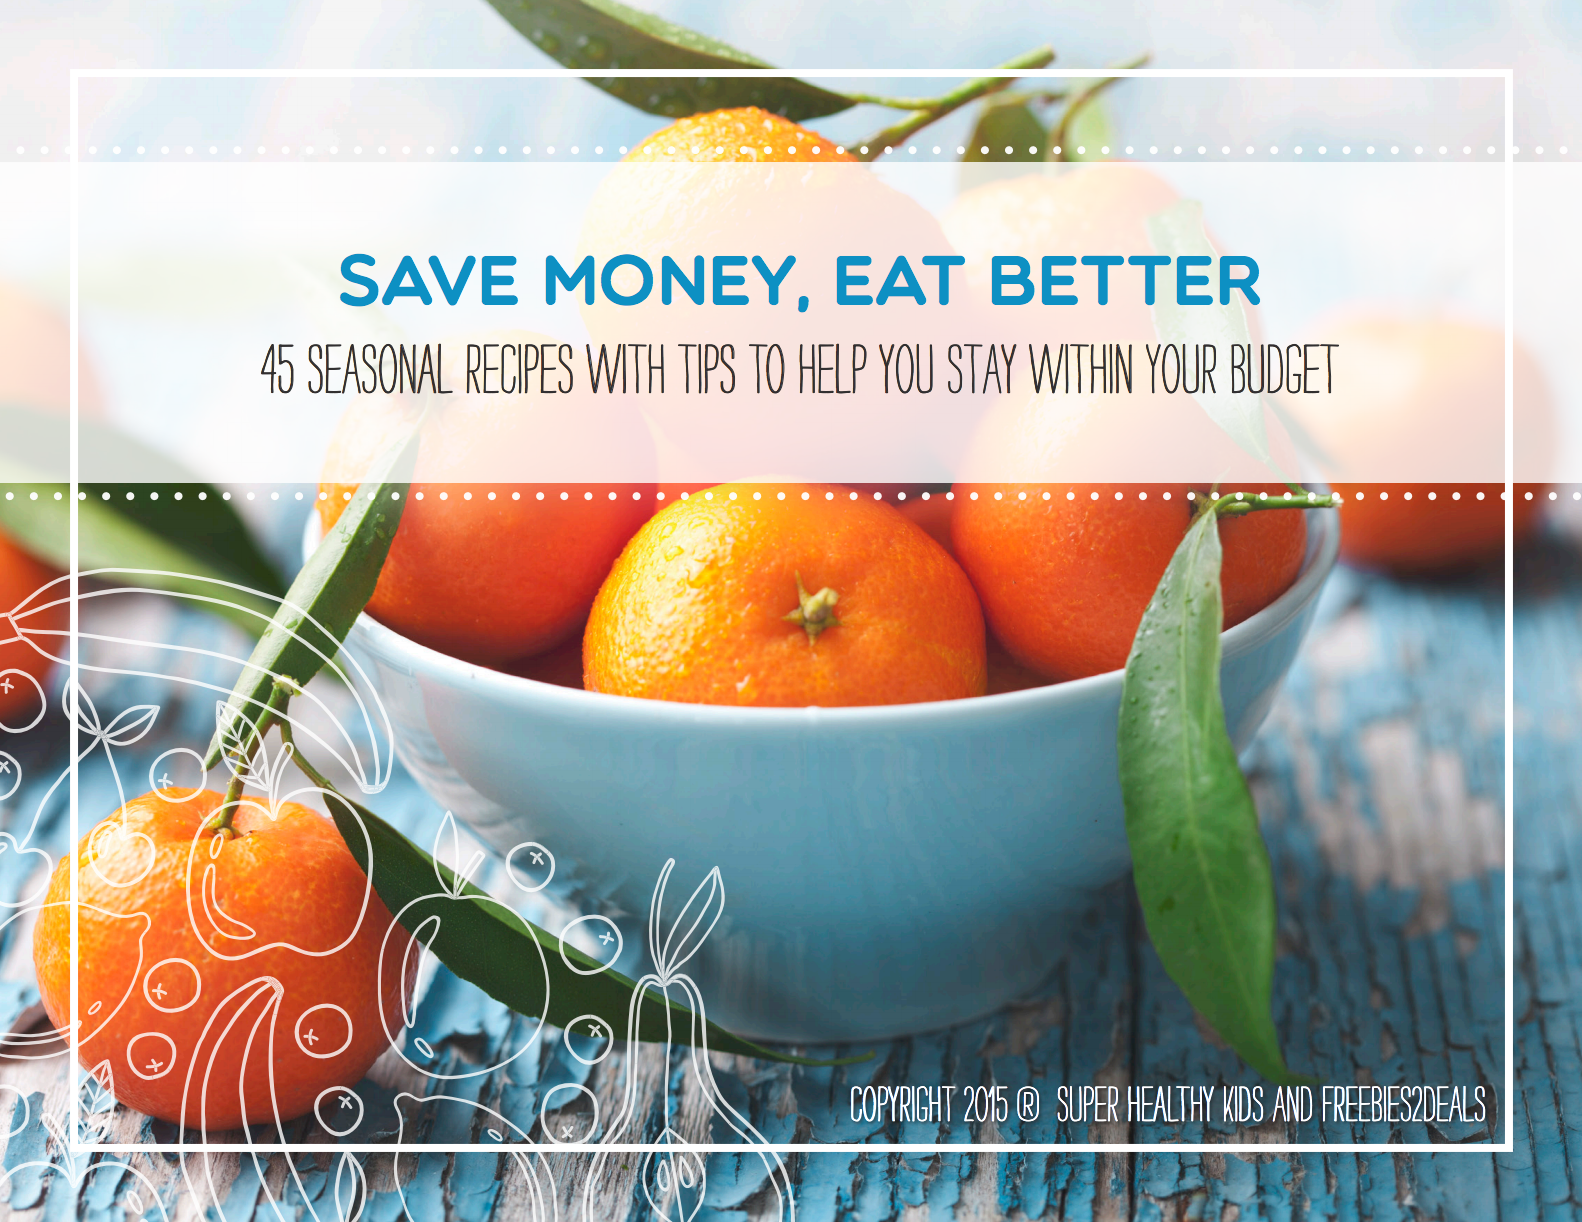 SAVE MONEY, EAT BETTER
45 SEASONAL RECIPES WITH TIPS TO HELP YOU STAY WITHIN YOUR BUDGET
COPYRIGHT 2015 ® SUPER HEALTHY KIDS AND FREEBIES2DEALS